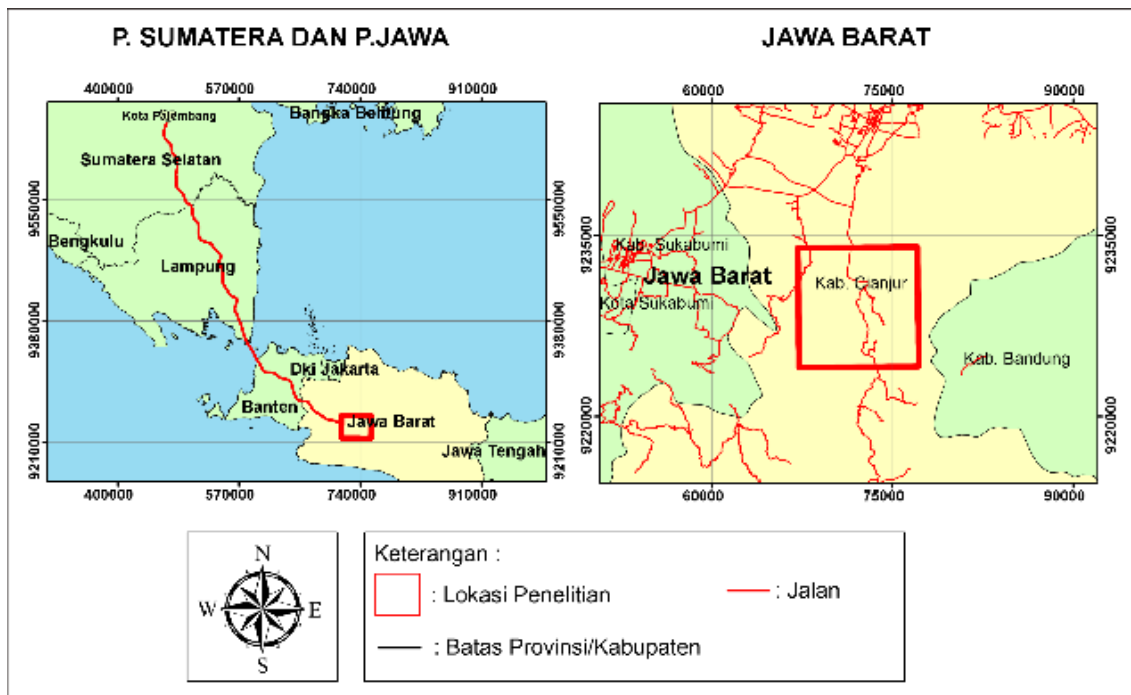 P. SUMATERA DAN P.JAWA
400000 570000 740000 910000
Kota Palembang
Bangka Belitung
Sumatera Selatan
9550000 9550000
Bengkulu
Lampung
9380000 9380000
Dki Jakarta
Banten
Jawa Barat
9210000 9210000
Jawa Tengah
400000 570000 740000 910000
JAWA BARAT
60000 75000 90000
9235000 9235000
Kab. Sukabumi
Jawa Barat
Kab. Cianjur
Kota Sukabumi
Kab. Bandung
9220000 9220000
60000 75000 90000
N
W E
S
Keterangan :
: Lokasi Penelitian
: Jalan
: Batas Provinsi/Kabupaten